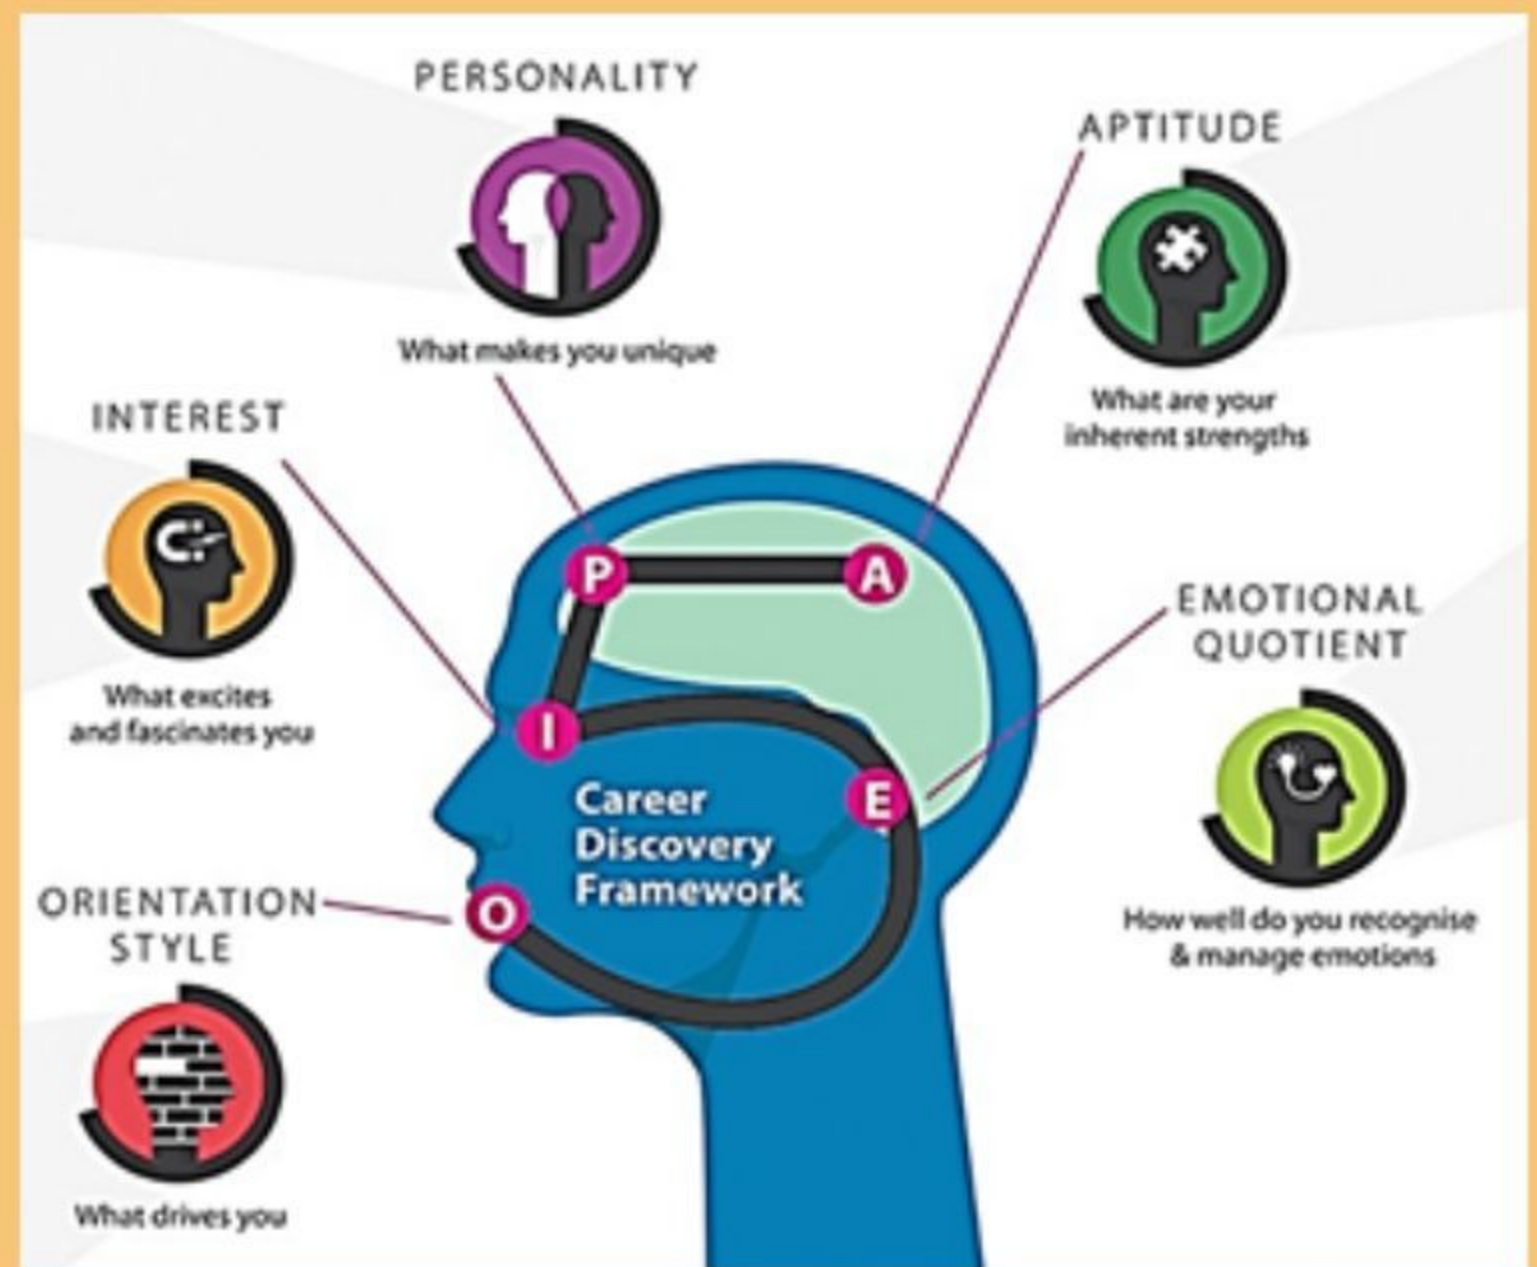 PERSONALITY
What makes you unique
APTITUDE
What are your
inherent strengths
INTEREST
What excites
and fascinates you
P
A
I
E
O
Career
Discovery
Framework
EMOTIONAL
QUOTIENT
How well do you recognise
& manage emotions
ORIENTATION
STYLE
What drives you